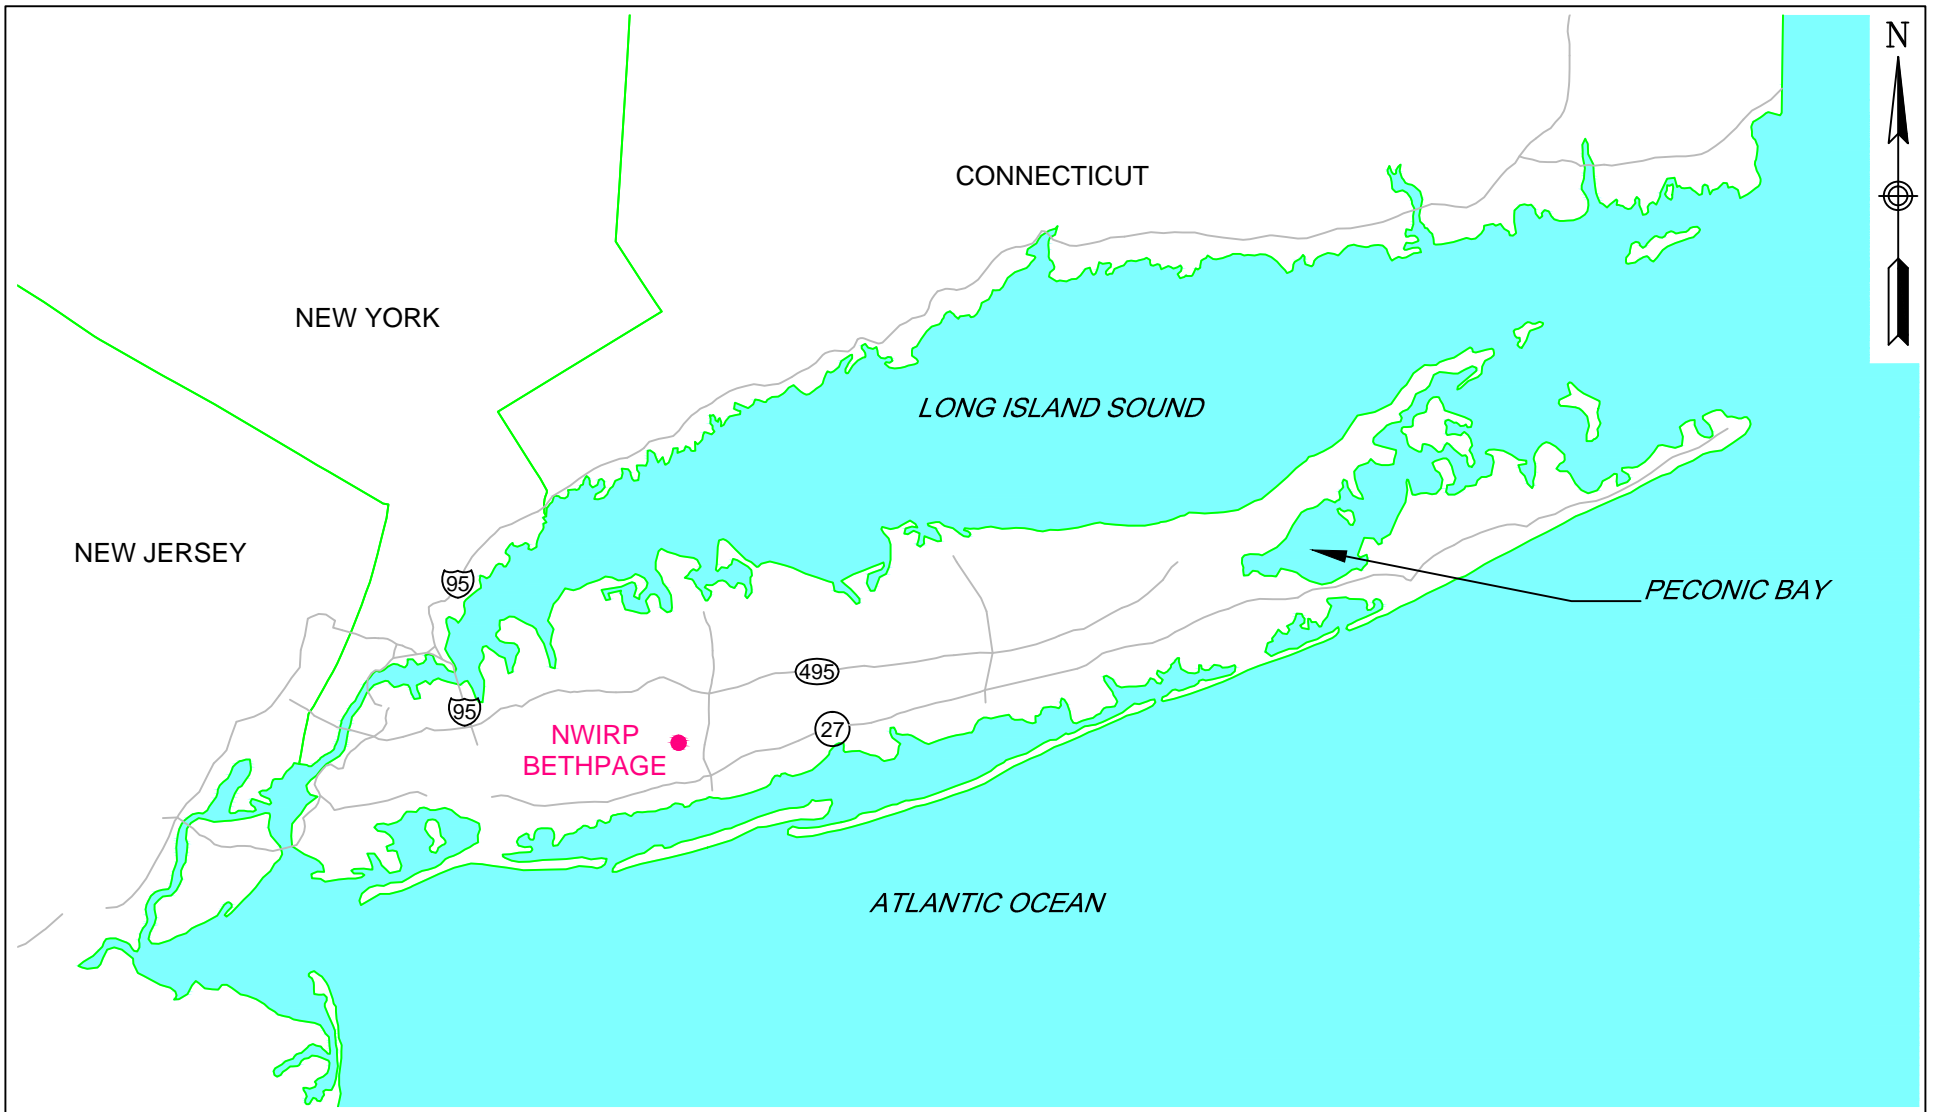 N
CONNECTICUT
NEW YORK
LONG ISLAND SOUND
NEW JERSEY
95
PECONIC BAY
495
95
27
NWIRP
BETHPAGE
ATLANTIC OCEAN